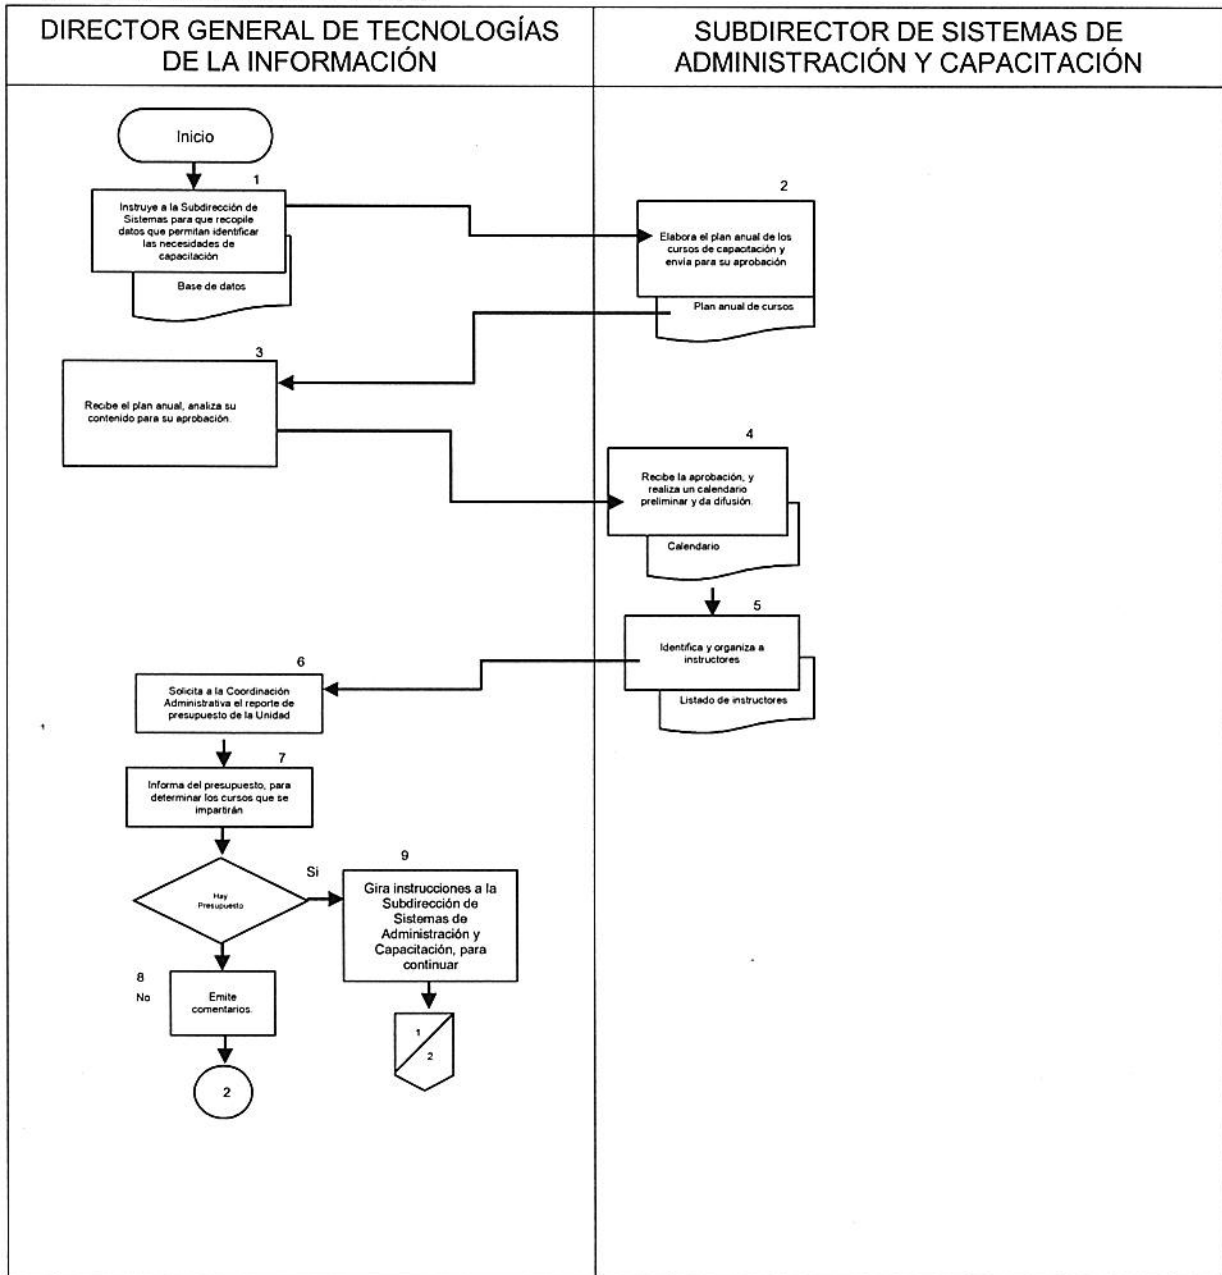 DIRECTOR GENERAL DE TECNOLOGÍAS
DE LA INFORMACIÓN
SUBDIRECTOR DE SISTEMAS DE
ADMINISTRACIÓN Y CAPACITACIÓN
Inicio
1
Instruye a la Subdirección de
Sistemas para que recopile
datos que permitan identificar
las necesidades de
capacitación
Base de datos
2
Elabora el plan anual de los
cursos de capacitación y
envía para su aprobación
Plan anual de cursos
3
Recibe el plan anual, analiza su
contenido para su aprobación.
4
Recibe la aprobación, y
realiza un calendario
preliminar y da difusión.
Calendario
5
Identifica y organiza a
instructores
Listado de instructores
6
Solicita a la Coordinación
Administrativa el reporte de
presupuesto de la Unidad
7
Informa del presupuesto, para
determinar los cursos que se
impartirán
Hay
Presupuesto
Si
9
Gira instrucciones a la
Subdirección de
Sistemas de
Administración y
Capacitación, para
continuar
1
2
8
No
Emite
comentarios.
2